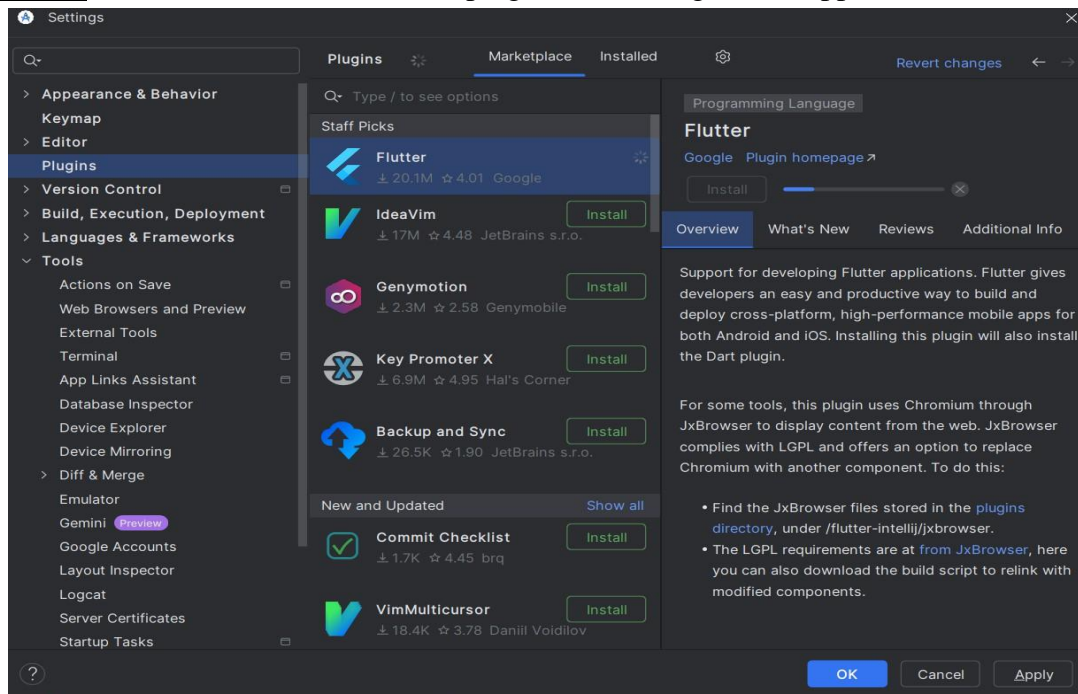 Settings
Appearance & Behavior
Keymap
Editor
Plugins
Version Control
Build, Execution, Deployment
Languages & Frameworks
Tools
Actions on Save
Web Browsers and Preview
External Tools
Terminal
App Links Assistant
Database Inspector
Device Explorer
Device Mirroring
Diff & Merge
Emulator
Gemini Preview
Google Accounts
Layout Inspector
Logcat
Server Certificates
Startup Tasks
Plugins Marketplace Installed
Type / to see options
Staff Picks
Flutter
20.1M 4.01 Google
IdeaVim Install
17M 4.48 JetBrains s.r.o.
Genymotion Install
2.3M 2.58 Genymobile
Key Promoter X Install
6.9M 4.95 Hal's Corner
Backup and Sync Install
26.5K 1.90 JetBrains s.r.o.
New and Updated Show all
Commit Checklist Install
1.7K 4.45 brq
VimMulticursor Install
18.4K 3.78 Daniil Voidilov
Revert changes
Programming Language
Flutter
Google Plugin homepage
Install
Overview What's New Reviews Additional Info
Support for developing Flutter applications. Flutter gives
developers an easy and productive way to build and
deploy cross-platform, high-performance mobile apps for
both Android and iOS. Installing this plugin will also install
the Dart plugin.
For some tools, this plugin uses Chromium through
JxBrowser to display content from the web. JxBrowser
complies with LGPL and offers an option to replace
Chromium with another component. To do this:
• Find the JxBrowser files stored in the plugins
directory, under /flutter-intellij/jxbrowser.
• The LGPL requirements are at from JxBrowser, here
you can also download the build script to relink with
modified components.
? OK Cancel Apply